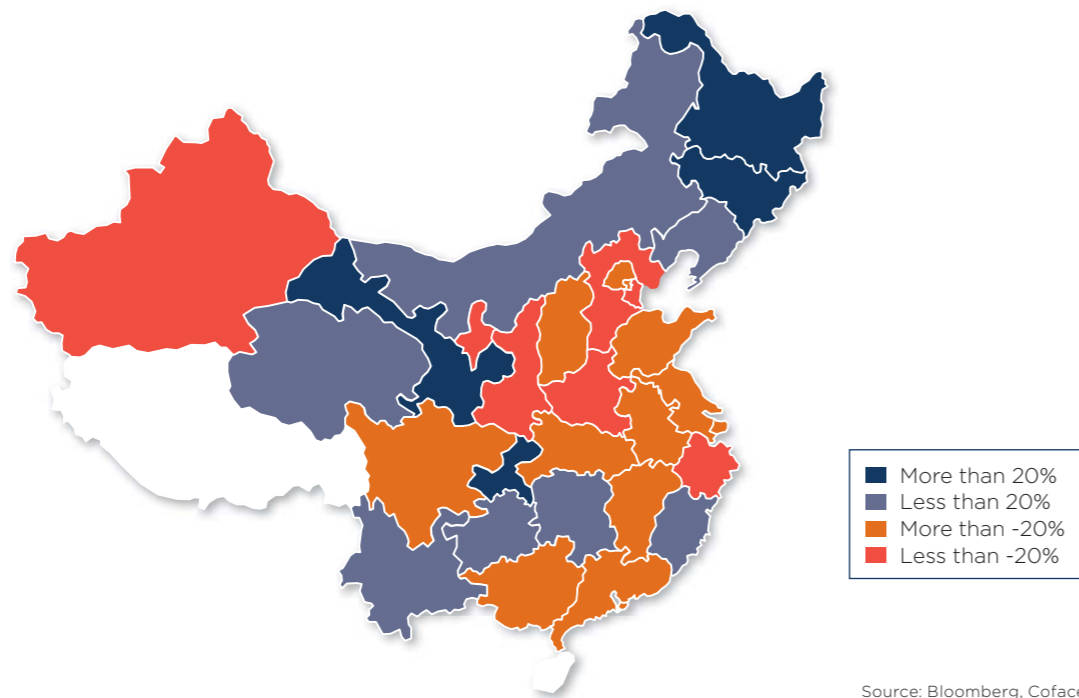 More than 20%
Less than 20%
More than -20%
Less than -20%
Source: Bloomberg, Coface